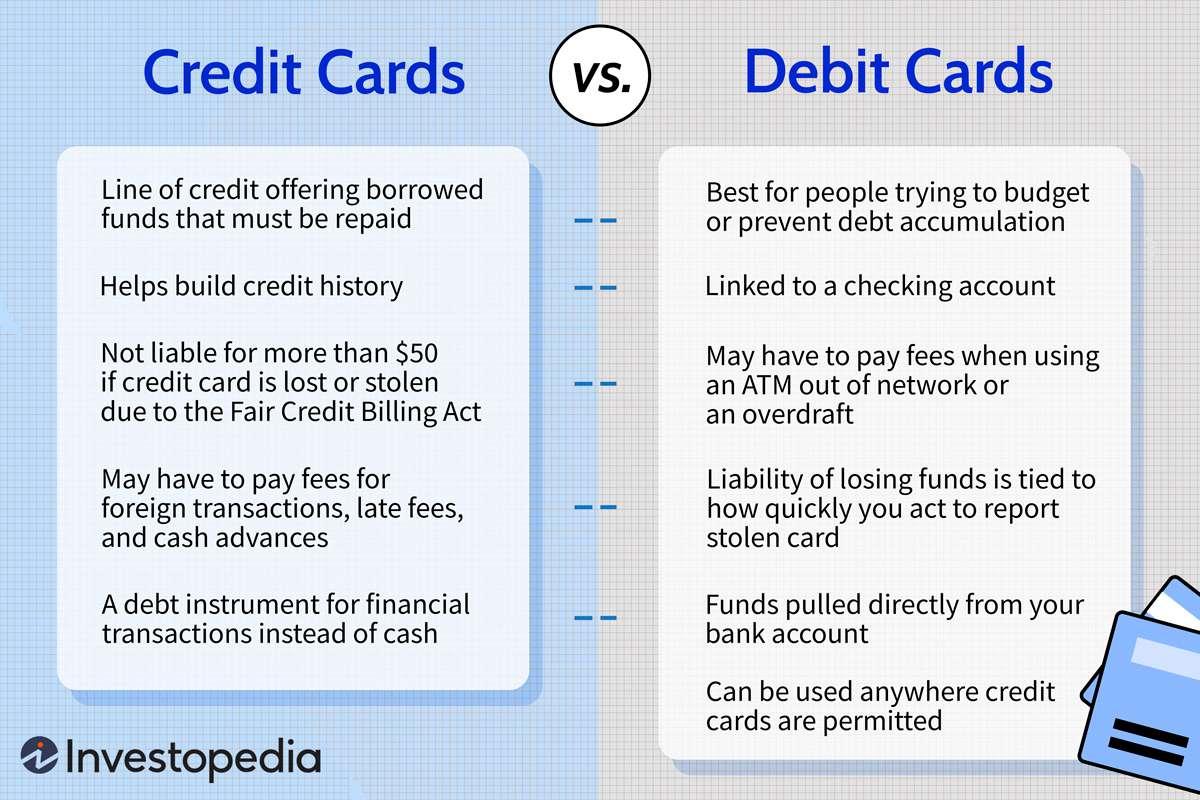 Credit Cards
VS.
Debit Cards
Line of credit offering borrowed
funds that must be repaid
Helps build credit history
Not liable for more than $50
if credit card is lost or stolen
due to the Fair Credit Billing Act
May have to pay fees for
foreign transactions, late fees,
and cash advances
A debt instrument for financial
transactions instead of cash
Best for people trying to budget
or prevent debt accumulation
Linked to a checking account
May have to pay fees when using
an ATM out of network or
an overdraft
Liability of losing funds is tied to
how quickly you act to report
stolen card
Funds pulled directly from your
bank account
Can be used anywhere credit
cards are permitted
Investopedia